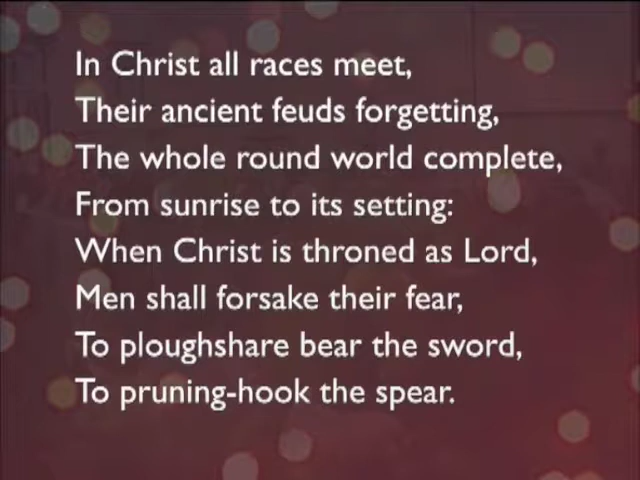 In Christ all races meet,
Their ancient feuds forgetting,
The whole round world complete,
From sunrise to its setting:
When Christ is throned as Lord,
Men shall forsake their fear,
To ploughshare bear the sword,
To pruning-hook the spear.